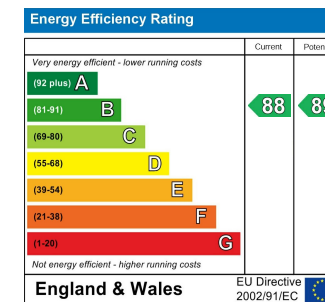 Energy Efficiency Rating
Current
Very energy efficient - lower running costs
(92 plus) A
(81-91) B
88
(69-80) C
(55-68) D
(39-54) E
(21-38) F
(1-20) G
Not energy efficient - higher running costs
England & Wales
EU Directive
2002/91/EC